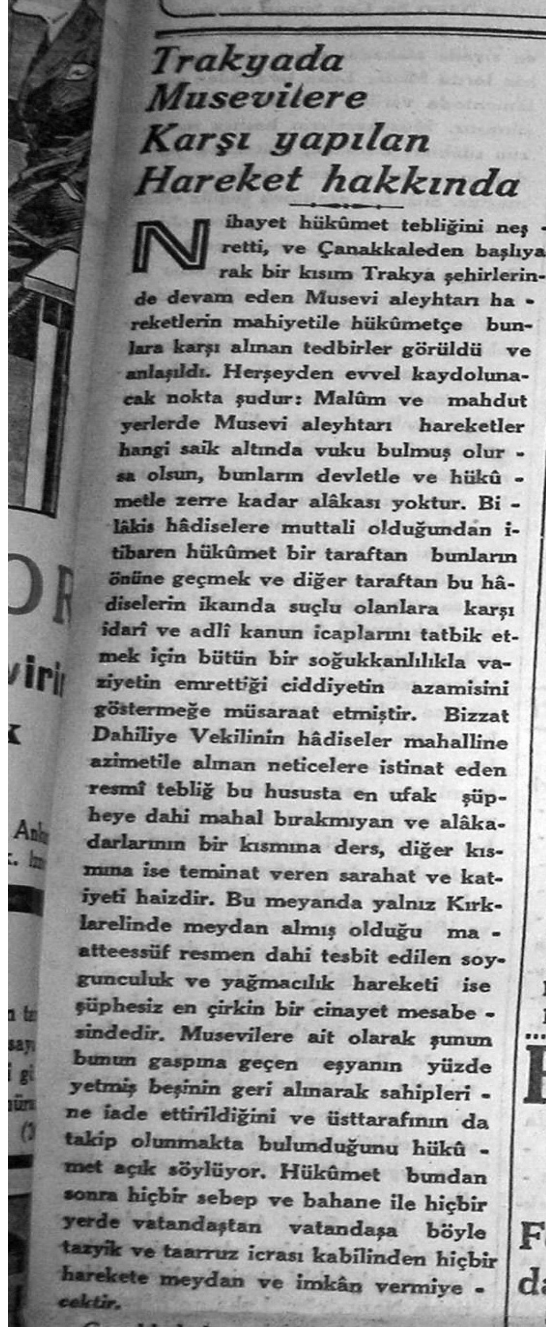 Trakyada
Musevilere
Karşı yapılan
Hareket hakkında
Nihayet hükûmet tebliğini neş -
retti, ve Çanakkaleden başlıya
rak bir kısım Trakya şehirlerin-
de devam eden Musevi aleyhtarı ha -
reketlerin mahiyetile hükûmetçe bun-
lara karşı alınan tedbirler görüldü ve
anlaşıldı. Herşeyden evvel kaydoluna-
cak nokta şudur: Malûm ve mahdut
yerlerde Musevi aleyhtarı hareketler
hangi saik altında vuku bulmuş olur -
sa olsun, bunların devletle ve hükû -
metle zerre kadar alâkası yoktur. Bi -
lâkis hâdiselere muttali olduğundan i-
tibaren hükûmet bir taraftan bunların
önüne geçmek ve diğer taraftan bu hâ-
diselerin ikaında suçlu olanlara karşı
idarî ve adlî kanun icaplarını tatbik et-
mek için bütün bir soğukkanlılıkla va-
ziyetin emrettiği ciddiyetin azamisini
göstermeğe müsaraat etmiştir. Bizzat
Dahiliye Vekilinin hâdiseler mahalline
azimetile alınan neticelere istinat eden
resmî tebliğ bu hususta en ufak şüp-
heye dahi mahal bırakmıyan ve alâka-
darlarının bir kısmına ders, diğer kıs-
mına ise teminat veren sarahat ve kat-
iyeti haizdir. Bu meyanda yalnız Kırk-
larelinde meydan almış olduğu ma -
atteessüf resmen dahi tesbit edilen soy-
gunculuk ve yağmacılık hareketi ise
şüphesiz en çirkin bir cinayet mesabe -
sindedir. Musevilere ait olarak şunun
bunun gaspına geçen eşyanın yüzde
yetmiş beşinin geri alınarak sahipleri -
ne iade ettirildiğini ve üsttarafının da
takip olunmakta bulunduğunu hükû -
met açık söylüyor. Hükûmet bundan
sonra hiçbir sebep ve bahane ile hiçbir
yerde vatandaştan vatandaşa böyle
tazyik ve taarruz icrası kabilinden hiçbir
harekete meydan ve imkân vermiye -
cektir.